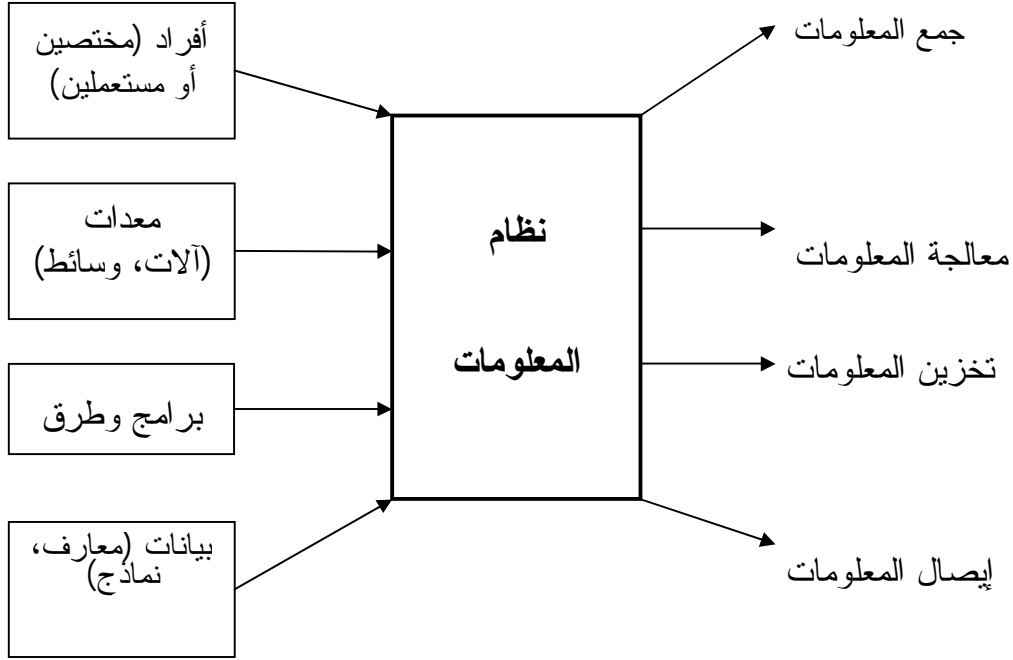 أفراد (مختصين
أو مستعملين)
معدات
(آلات، وسائط)
برامج وطرق
بيانات (معارف،
نماذج)
نظام
المعلومات
جمع المعلومات
معالجة المعلومات
تخزين المعلومات
إيصال المعلومات